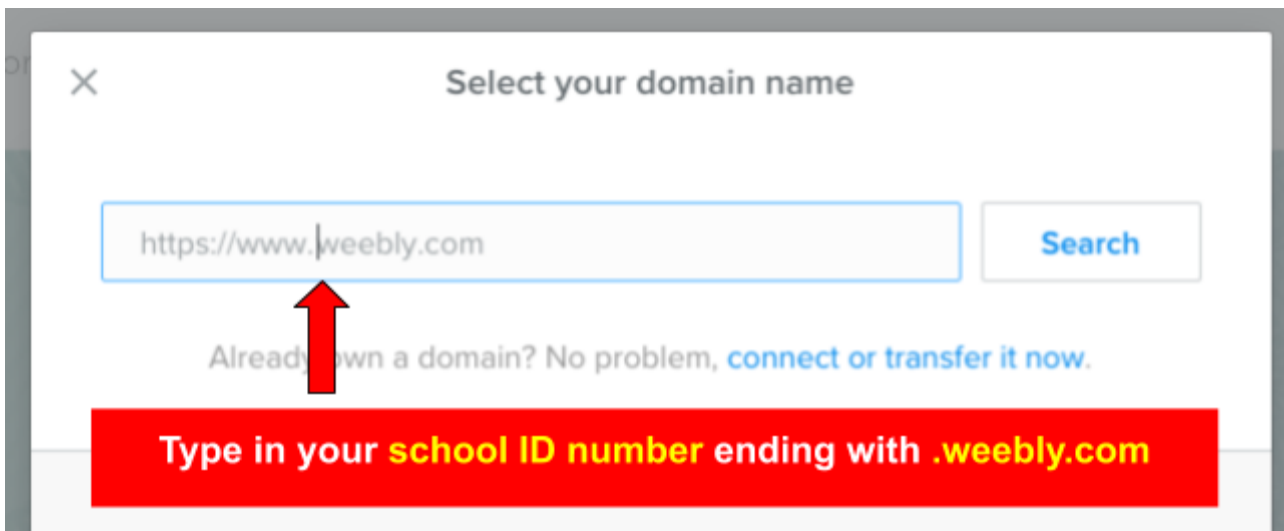 Select your domain name
https://www.weebly.com Search
Already own a domain? No problem, connect or transfer it now.
Type in your school ID number ending with .weebly.com